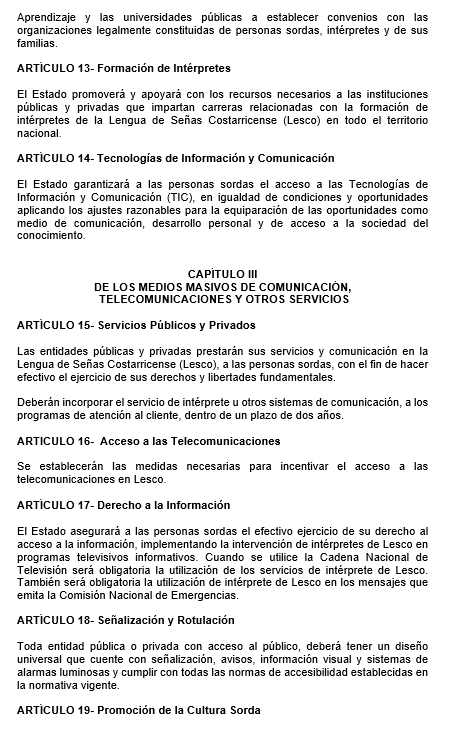 Aprendizaje y las universidades públicas a establecer convenios con las
organizaciones legalmente constituidas de personas sordas, intérpretes y de sus
familias.
ARTÌCULO 13- Formación de Intérpretes
El Estado promoverá y apoyará con los recursos necesarios a las instituciones
públicas y privadas que impartan carreras relacionadas con la formación de
intérpretes de la Lengua de Señas Costarricense (Lesco) en todo el territorio
nacional.
ARTÌCULO 14- Tecnologías de Información y Comunicación
El Estado garantizará a las personas sordas el acceso a las Tecnologías de
Información y Comunicación (TIC), en igualdad de condiciones y oportunidades
aplicando los ajustes razonables para la equiparación de las oportunidades como
medio de comunicación, desarrollo personal y de acceso a la sociedad del
conocimiento.
CAPÌTULO III
DE LOS MEDIOS MASIVOS DE COMUNICACIÓN,
TELECOMUNICACIONES Y OTROS SERVICIOS
ARTÌCULO 15- Servicios Públicos y Privados
Las entidades públicas y privadas prestarán sus servicios y comunicación en la
Lengua de Señas Costarricense (Lesco), a las personas sordas, con el fin de hacer
efectivo el ejercicio de sus derechos y libertades fundamentales.
Deberán incorporar el servicio de intérprete u otros sistemas de comunicación, a los
programas de atención al cliente, dentro de un plazo de dos años.
ARTICULO 16- Acceso a las Telecomunicaciones
Se establecerán las medidas necesarias para incentivar el acceso a las
telecomunicaciones en Lesco.
ARTÌCULO 17- Derecho a la Información
El Estado asegurará a las personas sordas el efectivo ejercicio de su derecho al
acceso a la información, implementando la intervención de intérpretes de Lesco en
programas televisivos informativos. Cuando se utilice la Cadena Nacional de
Televisión será obligatoria la utilización de los servicios de intérprete de Lesco.
También será obligatoria la utilización de intérprete de Lesco en los mensajes que
emita la Comisión Nacional de Emergencias.
ARTÌCULO 18- Señalización y Rotulación
Toda entidad pública o privada con acceso al público, deberá tener un diseño
universal que cuente con señalización, avisos, información visual y sistemas de
alarmas luminosas y cumplir con todas las normas de accesibilidad establecidas en
la normativa vigente.
ARTÌCULO 19- Promoción de la Cultura Sorda